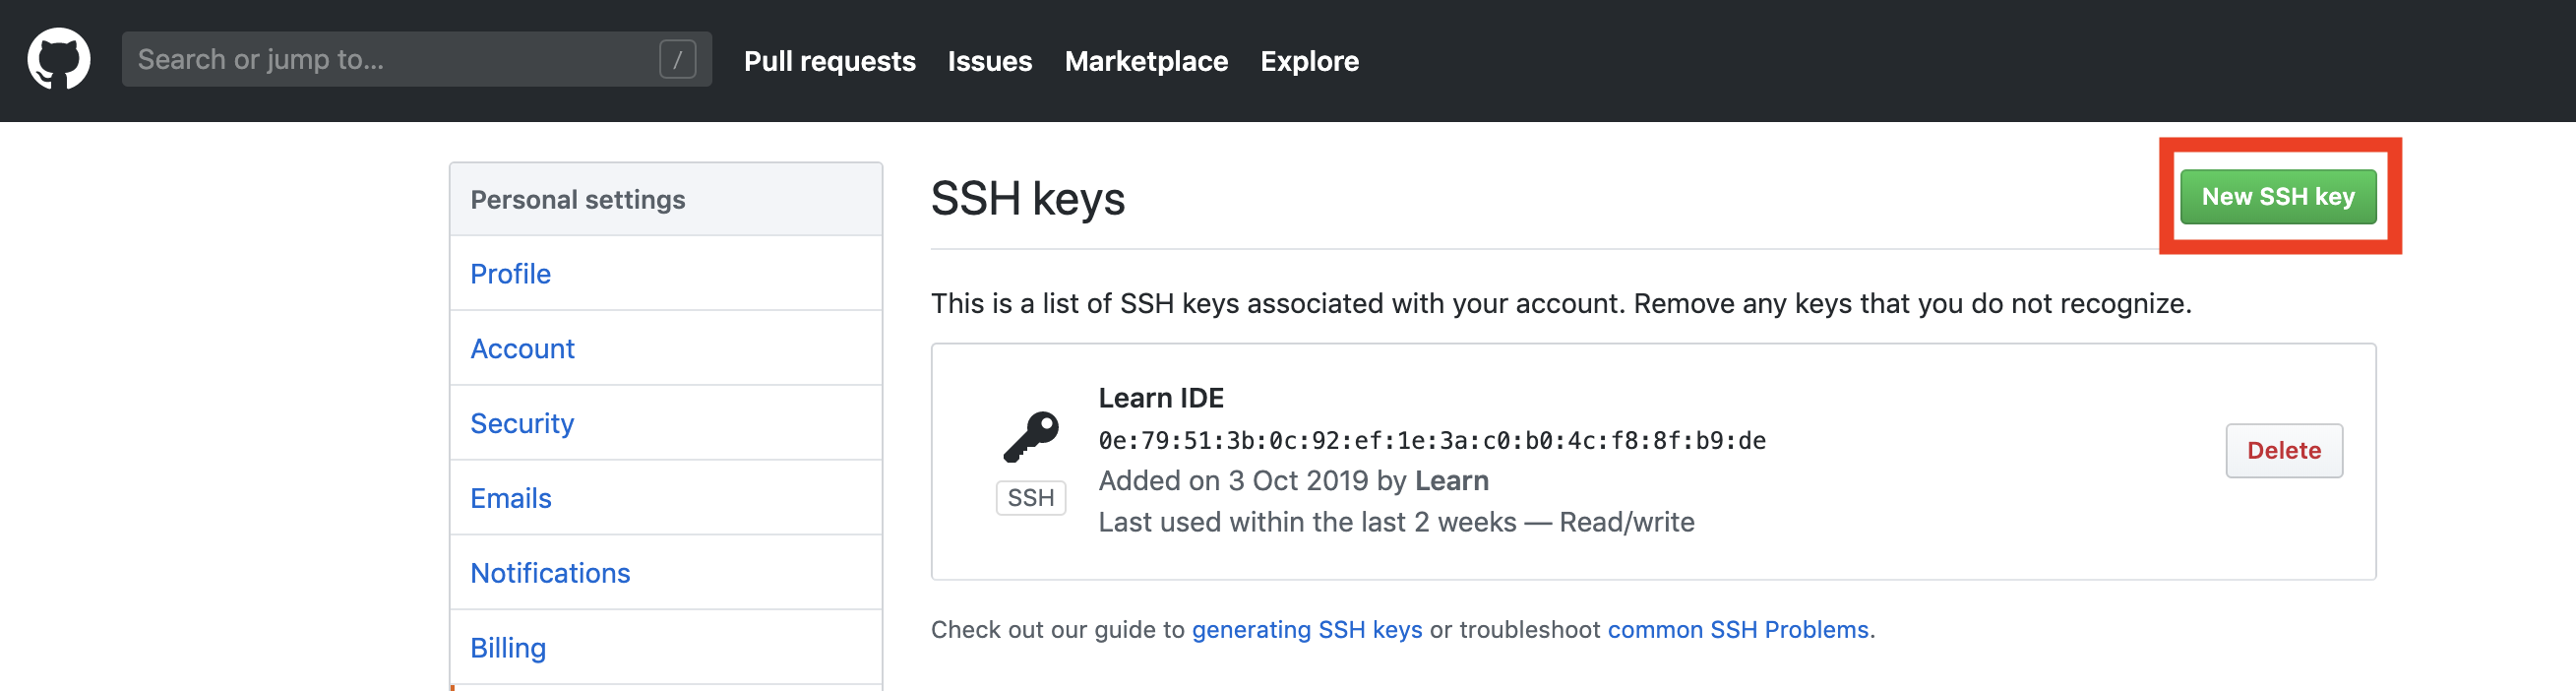 Search or jump to... /
Pull requests Issues Marketplace Explore
Personal settings
Profile
Account
Security
Emails
Notifications
Billing
SSH keys
New SSH key
This is a list of SSH keys associated with your account. Remove any keys that you do not recognize.
SSH
Learn IDE
0e:79:51:3b:0c:92:ef:1e:3a:c0:b0:4c:f8:8f:b9:de
Added on 3 Oct 2019 by Learn
Last used within the last 2 weeks — Read/write
Delete
Check out our guide to generating SSH keys or troubleshoot common SSH Problems.